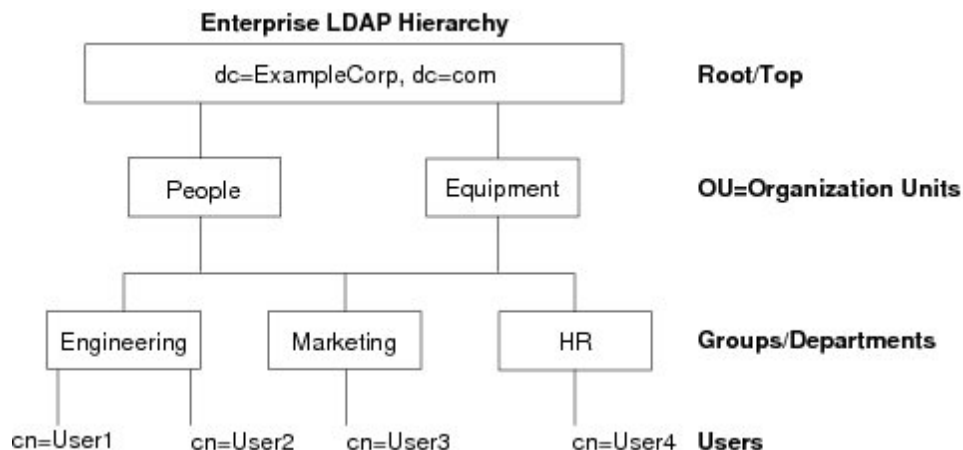 Enterprise LDAP Hierarchy
dc=ExampleCorp, dc=com
Root/Top
People
Equipment
OU=Organization Units
Engineering
Marketing
HR
Groups/Departments
cn=User1
cn=User2
cn=User3
cn=User4
Users